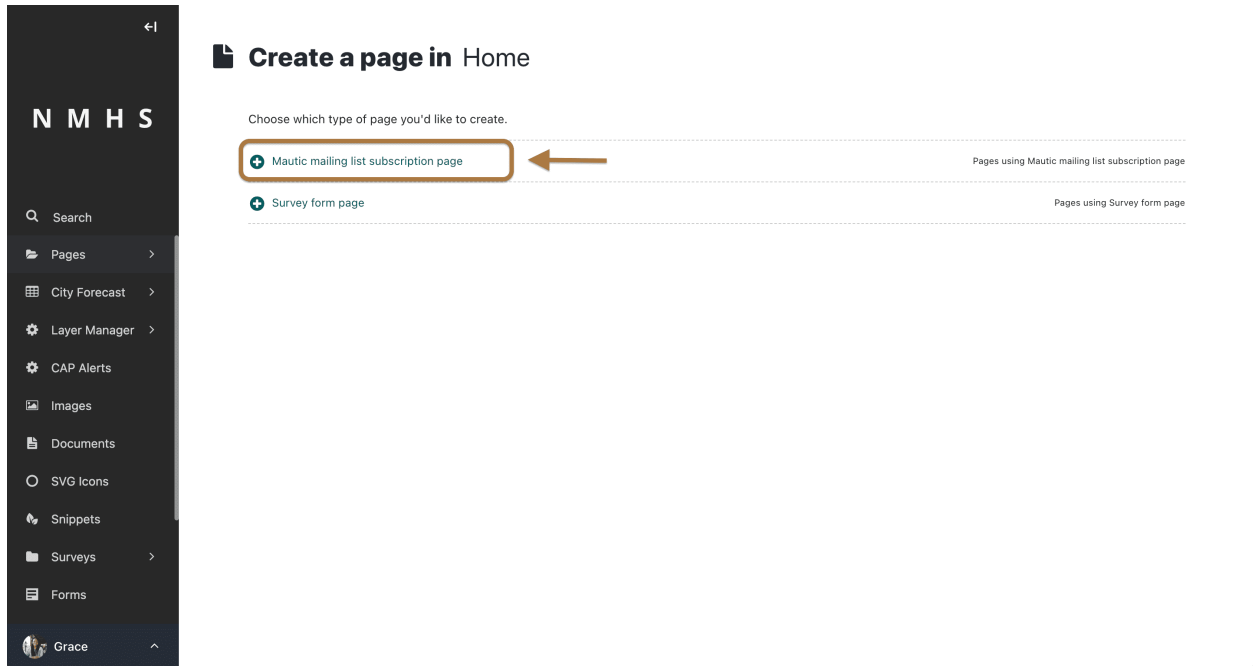 N M H S
Search
Pages
City Forecast
Layer Manager
CAP Alerts
Images
Documents
SVG Icons
Snippets
Surveys
Forms
Grace
Create a page in Home
Choose which type of page you'd like to create.
Mautic mailing list subscription page
Pages using Mautic mailing list subscription page
Survey form page
Pages using Survey form page